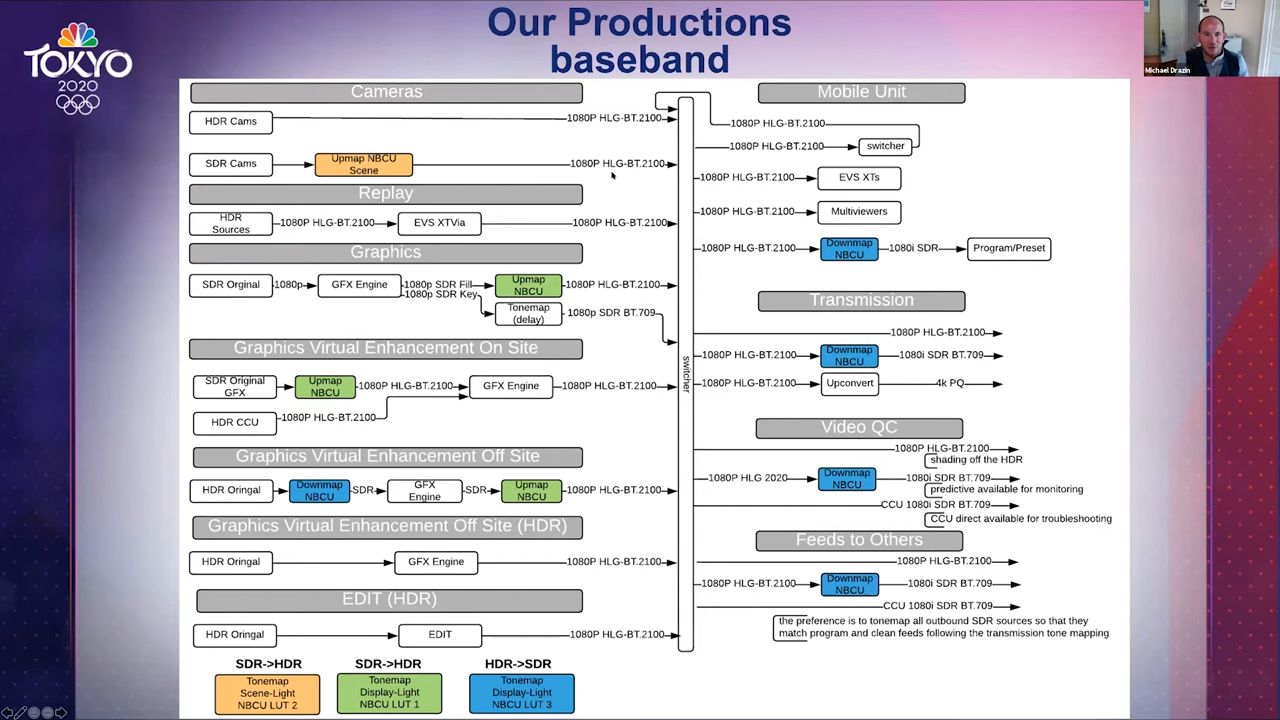 Our Productions
baseband
TOKYO
2020
Michael Drazin
Cameras
HDR Cams
1080P HLG-BT.2100
SDR Cams
Upmap NBCU
Scene
1080P HLG-BT.2100
Replay
HDR
Sources
1080P HLG-BT.2100
EVS XTVia
1080P HLG-BT.2100
Graphics
SDR Orginal
1080p
GFX Engine
1080p SDR Fill
1080p SDR Key
Upmap
NBCU
1080P HLG-BT.2100
Tonemap
(delay)
1080p SDR BT.709
Graphics Virtual Enhancement On Site
SDR Original
GFX
Upmap
NBCU
1080P HLG-BT.2100
GFX Engine
1080P HLG-BT.2100
HDR CCU
1080P HLG-BT.2100
Graphics Virtual Enhancement Off Site
HDR Oringal
Downmap
NBCU
SDR
GFX
Engine
SDR
Upmap
NBCU
1080P HLG-BT.2100
Graphics Virtual Enhancement Off Site (HDR)
HDR Oringal
GFX Engine
1080P HLG-BT.2100
EDIT (HDR)
HDR Oringal
EDIT
1080P HLG-BT.2100
SDR->HDR
Tonemap
Scene-Light
NBCU LUT 2
SDR->HDR
Tonemap
Display-Light
NBCU LUT 1
HDR->SDR
Tonemap
Display-Light
NBCU LUT 3
switcher
Mobile Unit
1080P HLG-BT.2100
1080P HLG-BT.2100
switcher
1080P HLG-BT.2100
EVS XTs
1080P HLG-BT.2100
Multiviewers
1080P HLG-BT.2100
Downmap
NBCU
1080i SDR
Program/Preset
Transmission
1080P HLG-BT.2100
1080P HLG-BT.2100
Downmap
NBCU
1080i SDR BT.709
1080P HLG-BT.2100
Upconvert
4k PQ
Video QC
1080P HLG-BT.2100
shading off the HDR
1080P HLG 2020
Downmap
NBCU
1080i SDR BT.709
predictive available for monitoring
CCU 1080i SDR BT.709
CCU direct available for troubleshooting
Feeds to Others
1080P HLG-BT.2100
1080P HLG-BT.2100
Downmap
NBCU
1080i SDR BT.709
CCU 1080i SDR BT.709
the preference is to tonemap all outbound SDR sources so that they
match program and clean feeds following the transmission tone mapping